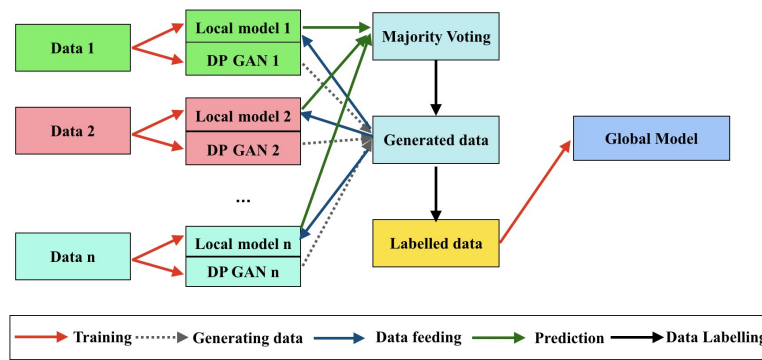 Data 1
Local model 1
DP GAN 1
Majority Voting
Data 2
Local model 2
DP GAN 2
Generated data
Global Model
...
Data n
Local model n
DP GAN n
Labelled data
Training
Generating data
Data feeding
Prediction
Data Labelling